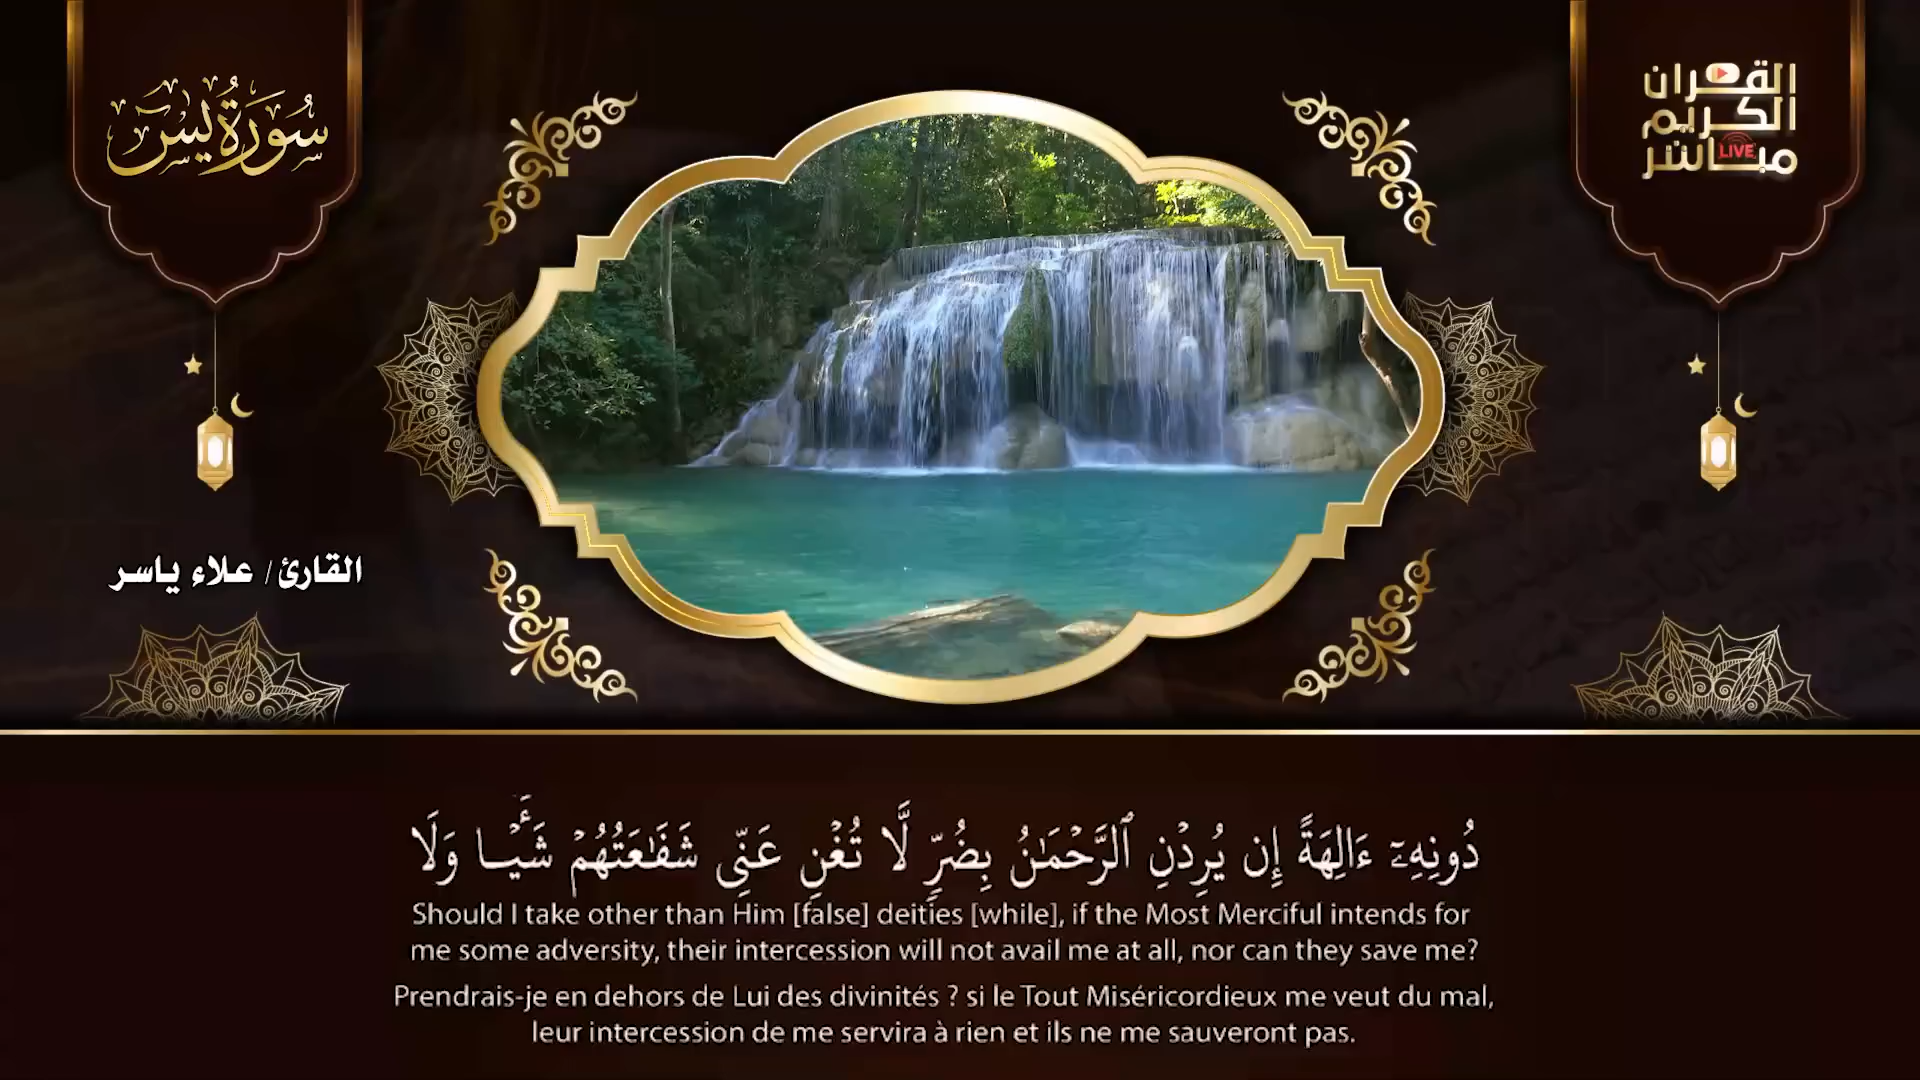 سورة يس
القران
الكريم
مباشر
LIVE
القارئ / علاء ياسر
دُونِهِۦٓ ءَالِهَةً إِن يُرِدْنِ ٱلرَّحْمَٰنُ بِضُرٍّ لَّا تُغْنِ عَنِّى شَفَٰعَتُهُمْ شَيْـًٔا وَلَا
Should I take other than Him [false] deities [while], if the Most Merciful intends for
me some adversity, their intercession will not avail me at all, nor can they save me?
Prendrais-je en dehors de Lui des divinités ? si le Tout Miséricordieux me veut du mal,
leur intercession de me servira à rien et ils ne me sauveront pas.